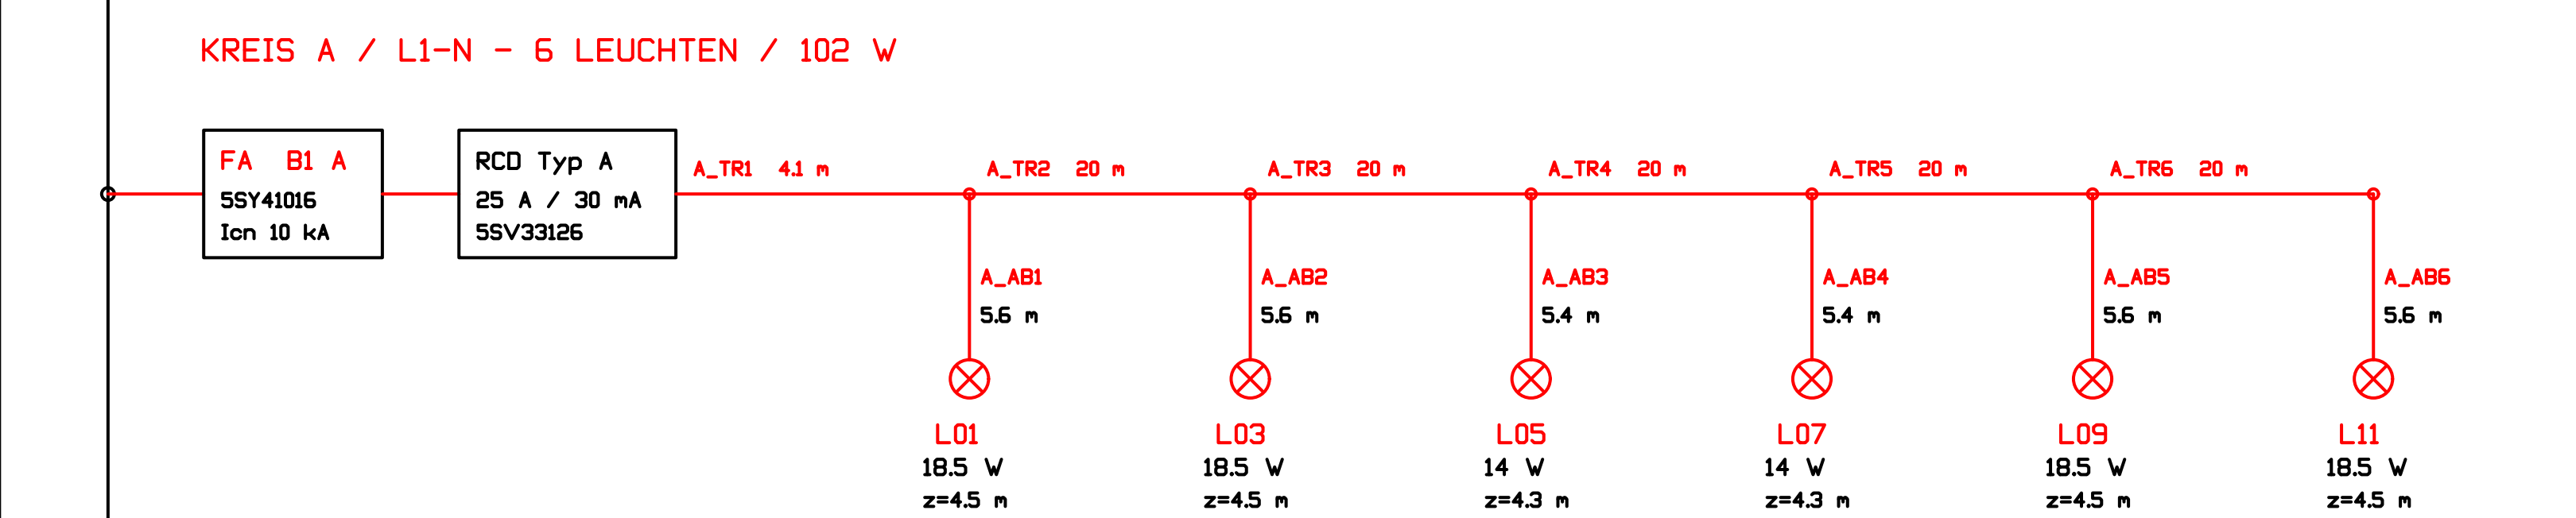 KREIS A / L1-N - 6 LEUCHTEN / 102 W
FA B1 A
5SY41016
Icn 10 kA
RCD Typ A
25 A / 30 mA
5SV33126
A_TR1 4.1 m
A_TR2 20 m
A_TR3 20 m
A_TR4 20 m
A_TR5 20 m
A_TR6 20 m
A_AB1
5.6 m
A_AB2
5.6 m
A_AB3
5.4 m
A_AB4
5.4 m
A_AB5
5.6 m
A_AB6
5.6 m
L01
18.5 W
z=4.5 m
L03
18.5 W
z=4.5 m
L05
14 W
z=4.3 m
L07
14 W
z=4.3 m
L09
18.5 W
z=4.5 m
L11
18.5 W
z=4.5 m